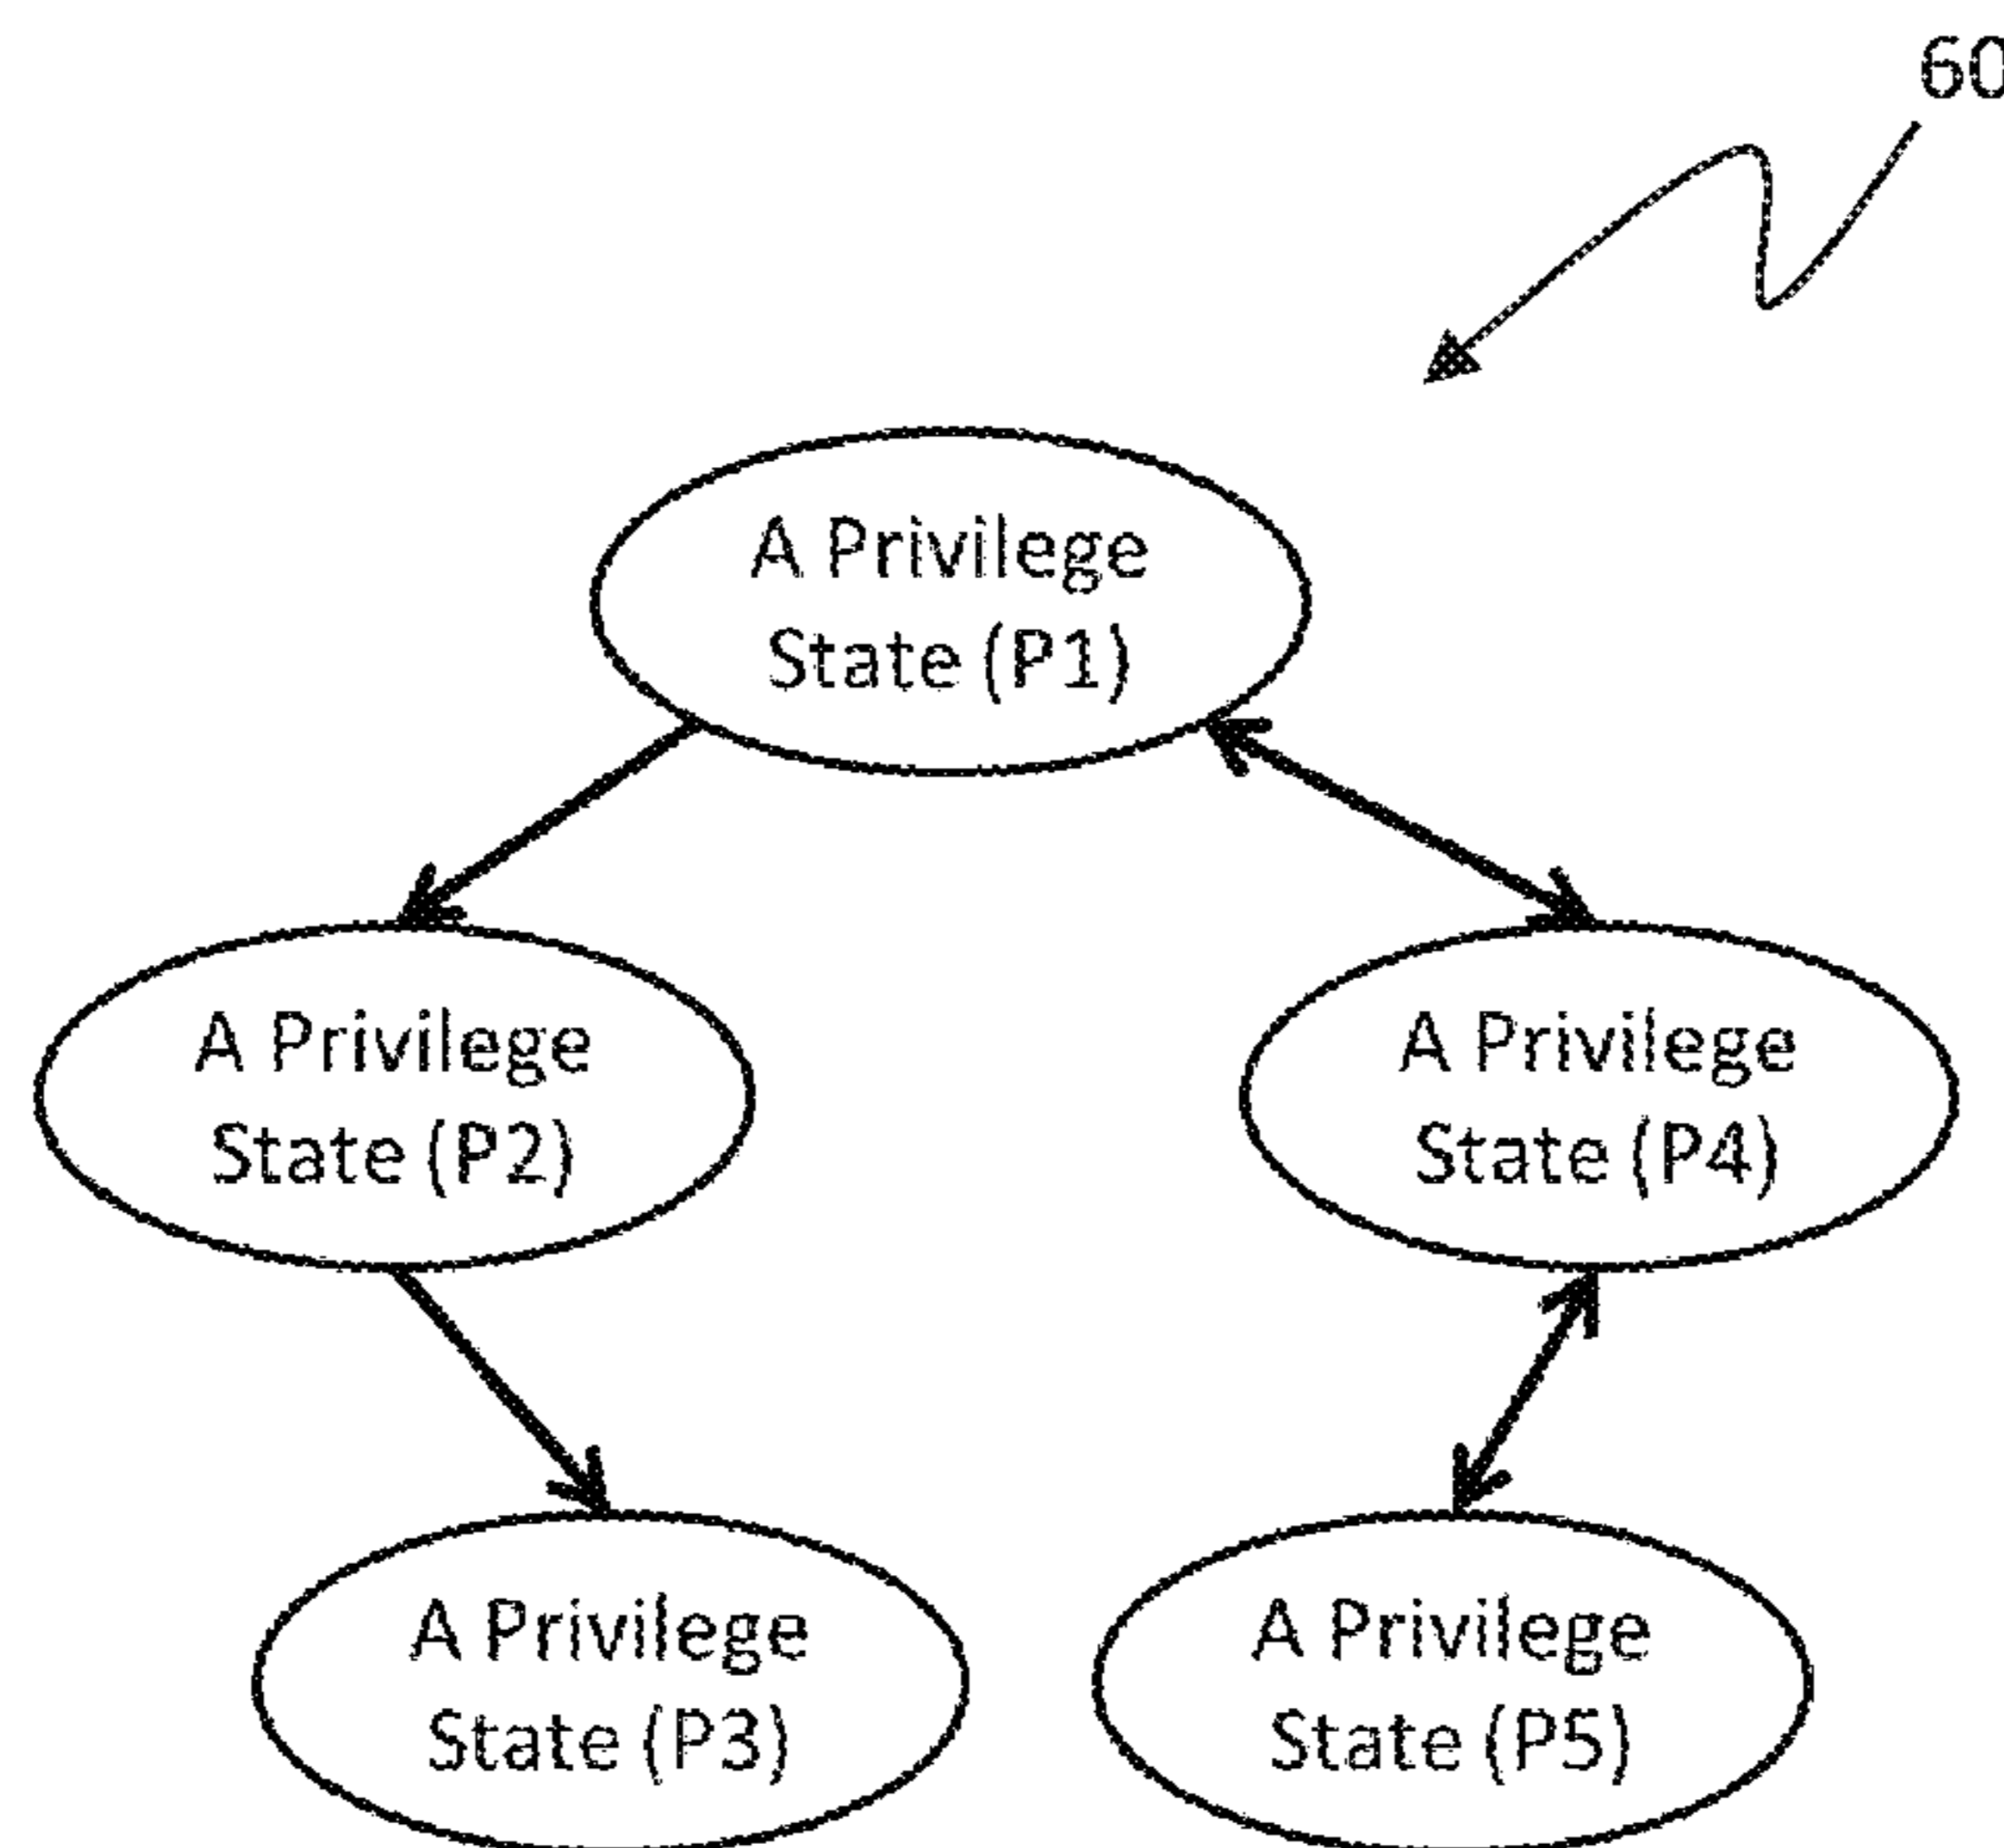 60
A Privilege
State (P1)
A Privilege
State (P2)
A Privilege
State (P4)
A Privilege
State (P3)
A Privilege
State (P5)